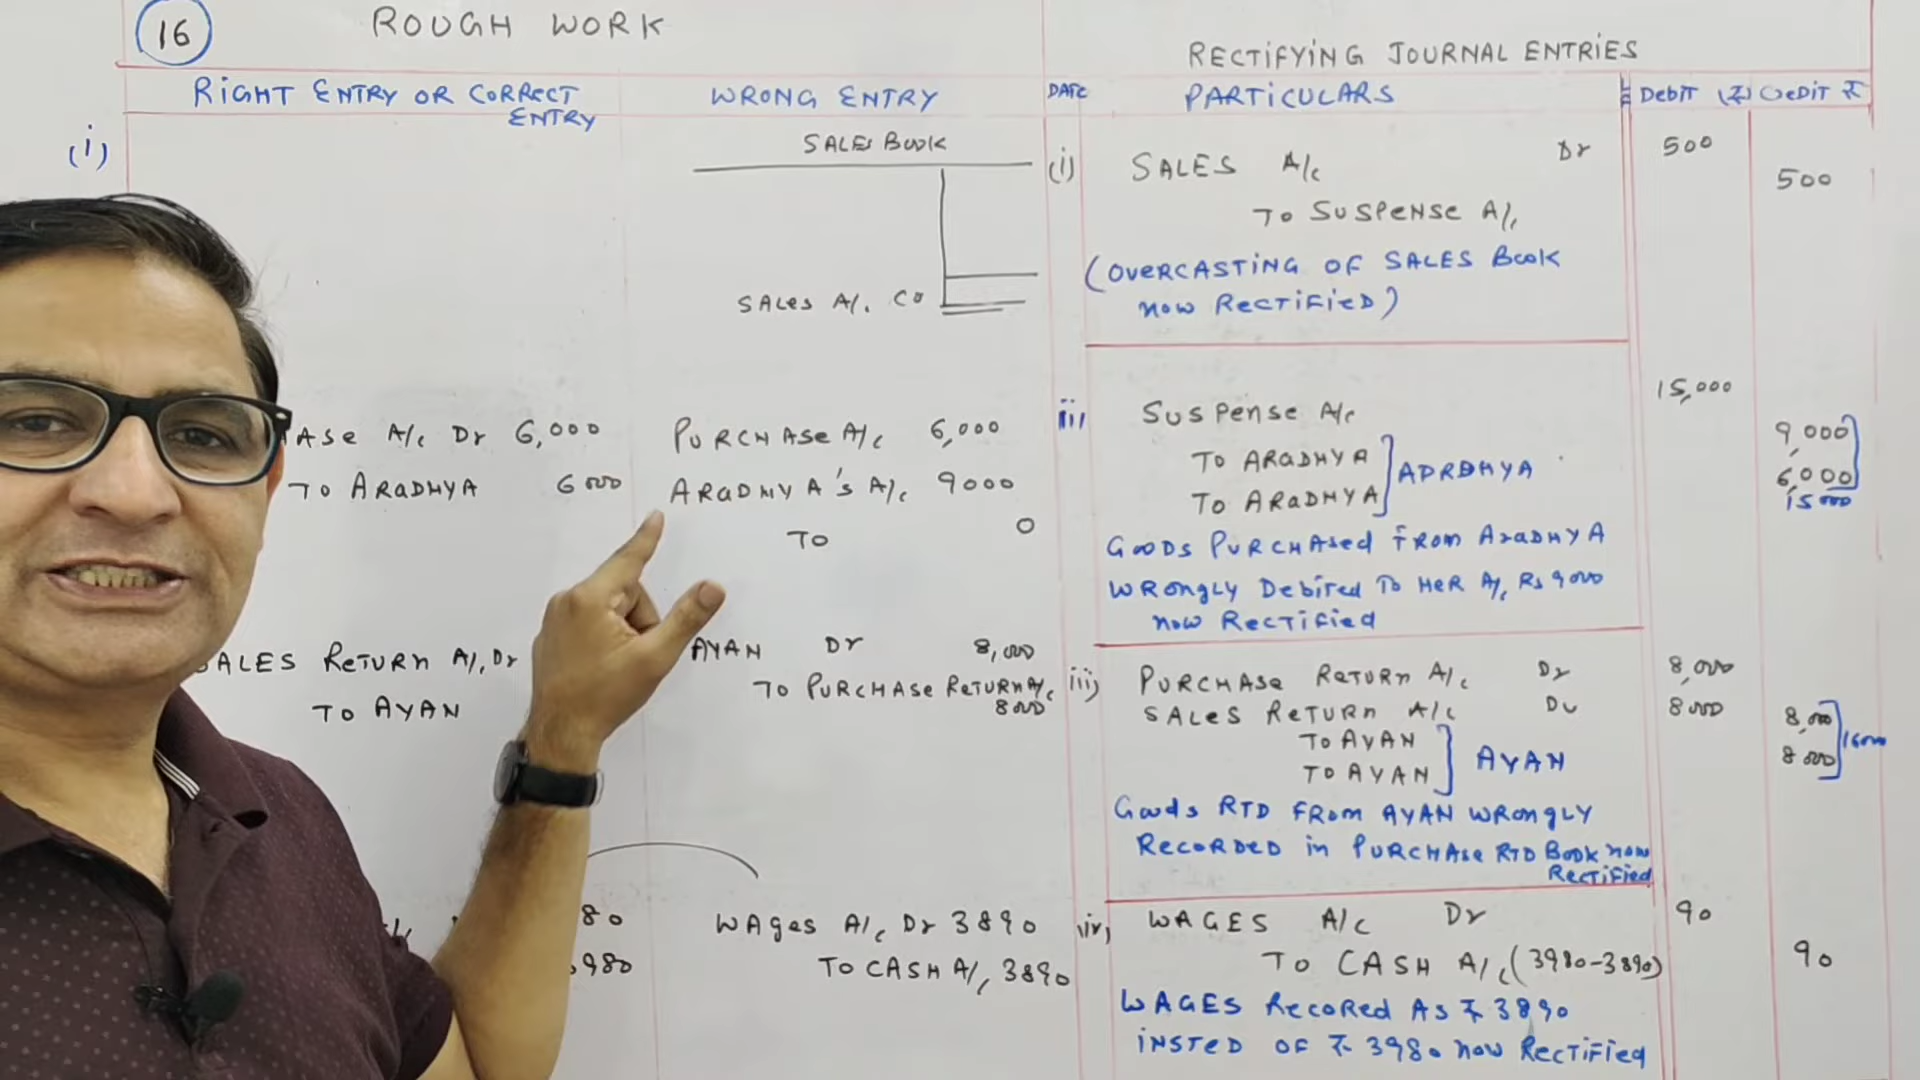 16
ROUGH WORK
RECTIFYING JOURNAL ENTRIES
RIGHT ENTRY OR CORRECT ENTRY
WRONG ENTRY
DATE
PARTICULARS
Debit (₹)
CreDIT ₹
(i)
SALES BOOK
SALES A/c CO
ASE A/c Dr 6,000
TO ARADHYA 6000
PURCHASE A/c 6,000
ARADHYA'S A/c 9000
TO 0
SALES RETURN A/c Dr
TO AYAN
AYAN Dr 8,000
TO PURCHASE RETURN A/c
8000
80
980
WAges A/c Dr 3890
TO CASH A/c 3890
(i) SALES A/c Dr 500
TO SUSPENSE A/c 500
(OVERCASTING OF SALES BOOK
NOW RECTIFIED)
ii) SUSPENSE A/c 15,000
TO ARADHYA 9,000
TO ARADHYA 6,000
APRDHYA
15000
GOODS PURCHASED FROM ARADHYA
WRONGLY DEBITED TO HER A/c RS 9000
NOW RECTIFIED
iii) PURCHASE RETURN A/c Dr 8,000
SALES RETURN A/c Dr 8000
TO AYAN 8,000
TO AYAN 8000
AYAN
16000
GOODS RTD FROM AYAN WRONGLY
RECORDED IN PURCHASE RTD BOOK NOW
RECTIFIED
iv) WAGES A/c Dr 90
TO CASH A/c (3980-3890) 90
WAGES RECORED AS ₹ 3890
INSTED OF ₹ 3980 NOW RECTIFIED